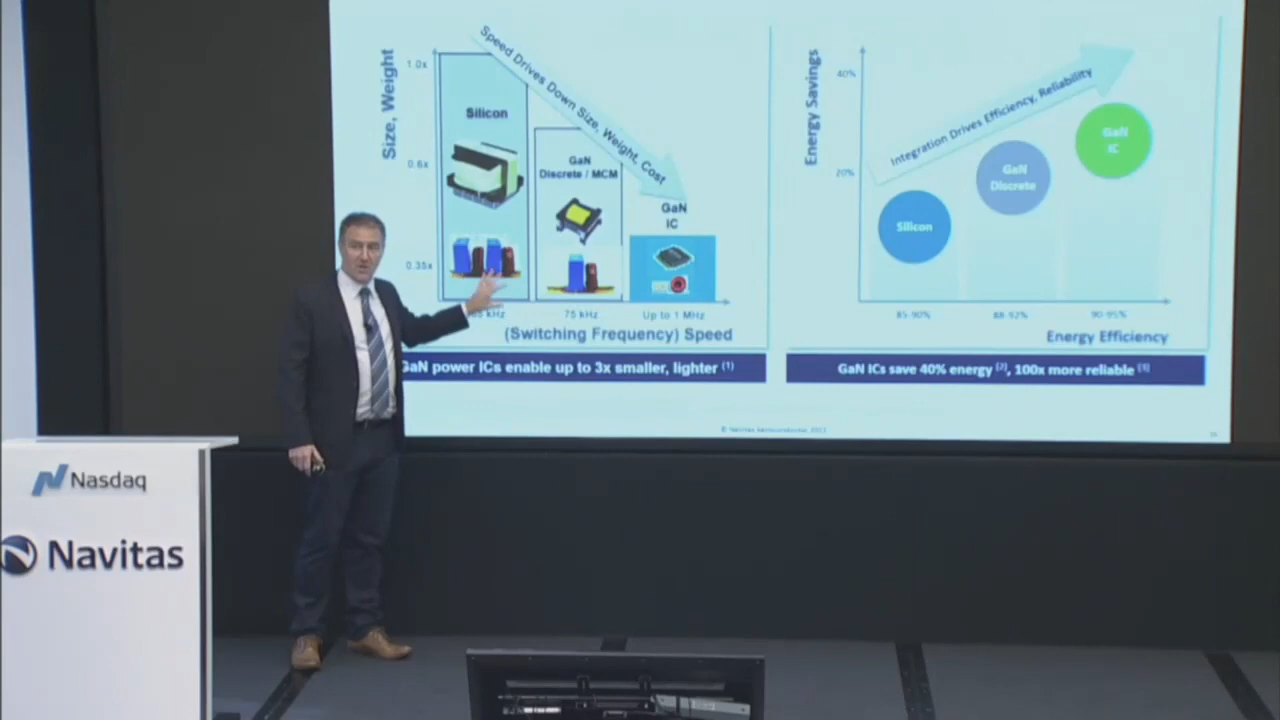 Size, Weight
1.0x
0.6x
0.35x
Speed Drives Down Size, Weight, Cost
Silicon
GaN
Discrete / MCM
GaN
IC
75 kHz
Up to 1 MHz
(Switching Frequency) Speed
GaN power ICs enable up to 3x smaller, lighter (1)
Energy Savings
40%
20%
Integration Drives Efficiency, Reliability
Silicon
GaN
Discrete
GaN
IC
85-90%
88-92%
90-95%
Energy Efficiency
GaN ICs save 40% energy [2], 100x more reliable [3]
Nasdaq
Navitas